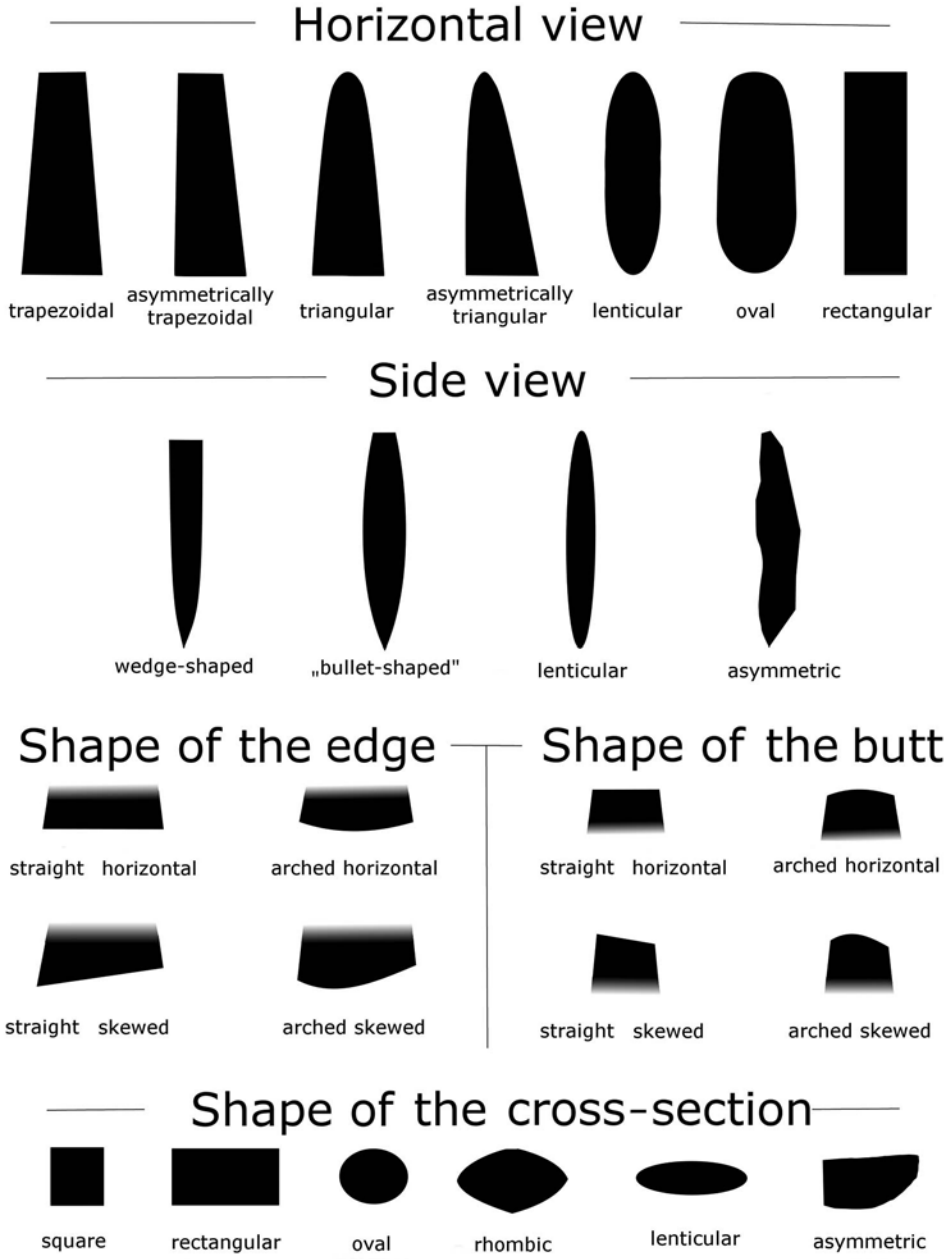 Horizontal view
trapezoidal
asymmetrically
trapezoidal
triangular
asymmetrically
triangular
lenticular
oval
rectangular
Side view
wedge-shaped
„bullet-shaped"
lenticular
asymmetric
Shape of the edge
straight horizontal
arched horizontal
straight skewed
arched skewed
Shape of the butt
straight horizontal
arched horizontal
straight skewed
arched skewed
Shape of the cross-section
square
rectangular
oval
rhombic
lenticular
asymmetric